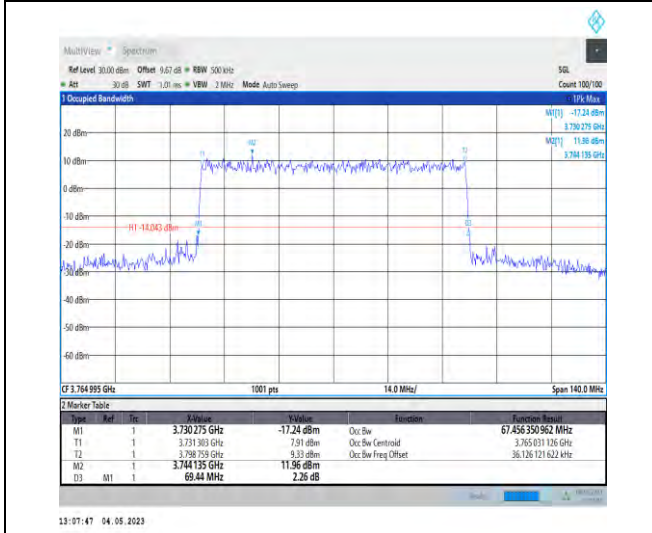 MultiView Spectrum
Ref Level 30.00 dBm Offset 9.67 dB RBW 500 kHz SGL
Att 30 dB SWT 1.01 ms VBW 2 MHz Mode Auto Sweep Count 100/100
1 Occupied Bandwidth 1Pk Max
M1[1] -17.24 dBm
3.730 275 GHz
M2[1] 11.96 dBm
3.744 135 GHz
20 dBm
M2
T1 T2
10 dBm
0 dBm
-10 dBm
H1 -14.043 dBm M1 D3
-20 dBm
-30 dBm
-40 dBm
-50 dBm
-60 dBm
CF 3.764 995 GHz 1001 pts 14.0 MHz/ Span 140.0 MHz
2 Marker Table
Type Ref Trc X-Value Y-Value Function Function Result
M1 1 3.730 275 GHz -17.24 dBm Occ Bw 67.456 350 962 MHz
T1 1 3.731 303 GHz 7.91 dBm Occ Bw Centroid 3.765 031 126 GHz
T2 1 3.798 759 GHz 9.33 dBm Occ Bw Freq Offset 36.126 121 622 kHz
M2 1 3.744 135 GHz 11.96 dBm
D3 M1 1 69.44 MHz 2.26 dB
13:07:47 04.05.2023